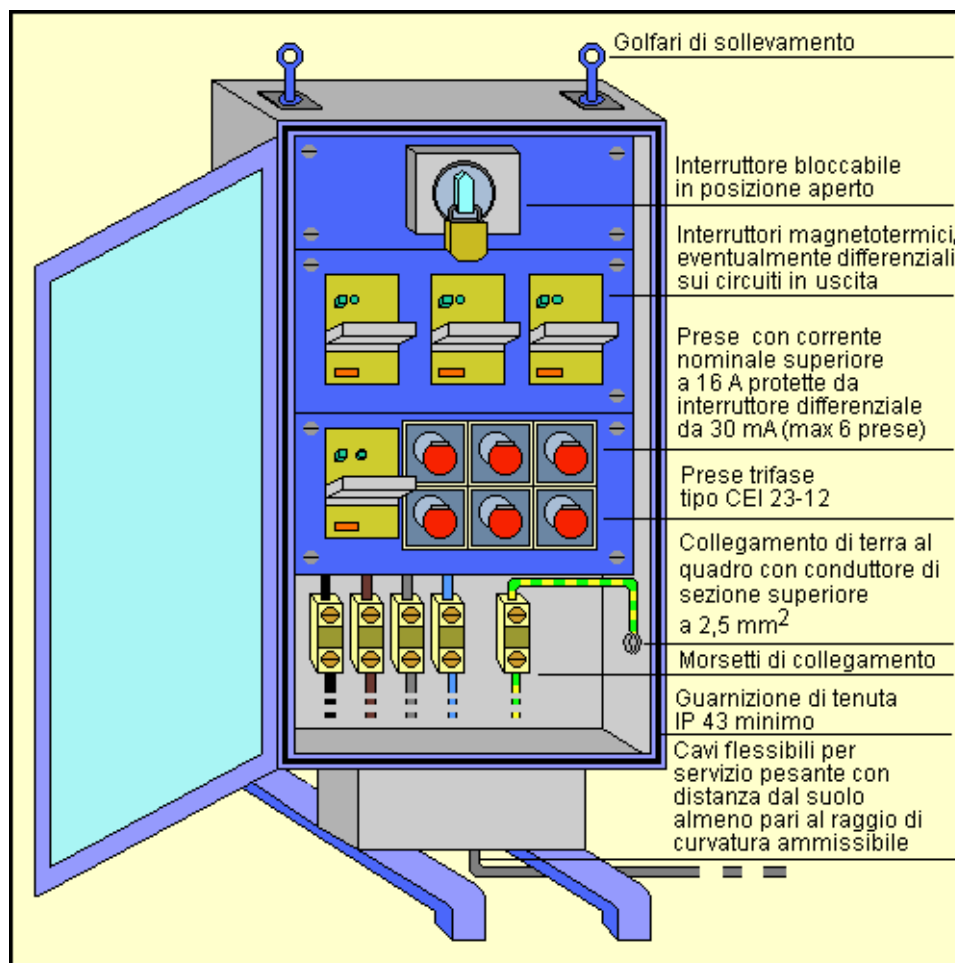 Golfari di sollevamento
Interruttore bloccabile
in posizione aperto
Interruttori magnetotermici,
eventualmente differenziali
sui circuiti in uscita
Prese con corrente
nominale superiore
a 16 A protette da
interruttore differenziale
da 30 mA (max 6 prese)
Prese trifase
tipo CEI 23-12
Collegamento di terra al
quadro con conduttore di
sezione superiore
a 2,5 mm²
Morsetti di collegamento
Guarnizione di tenuta
IP 43 minimo
Cavi flessibili per
servizio pesante con
distanza dal suolo
almeno pari al raggio di
curvatura ammissibile